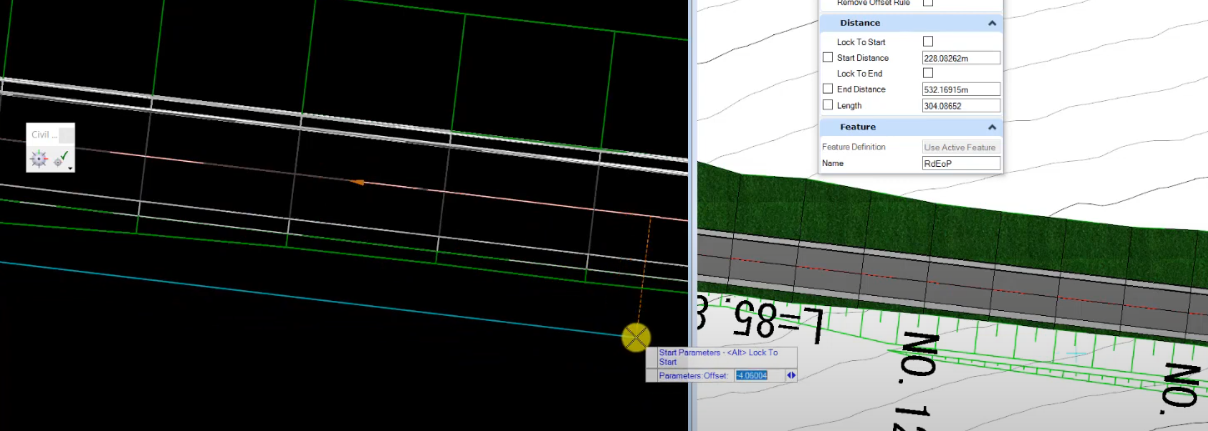 Remove Offset Rule
Distance
Lock To Start
Start Distance 228.08262m
Lock To End
End Distance 532.16915m
Length 304.08652
Feature
Feature Definition Use Active Feature
Name RdEoP
Civil ...
L=85.8
NO. 12
NO.
Start Parameters - <Alt> Lock To
Start
Parameters Offset: -4.06004